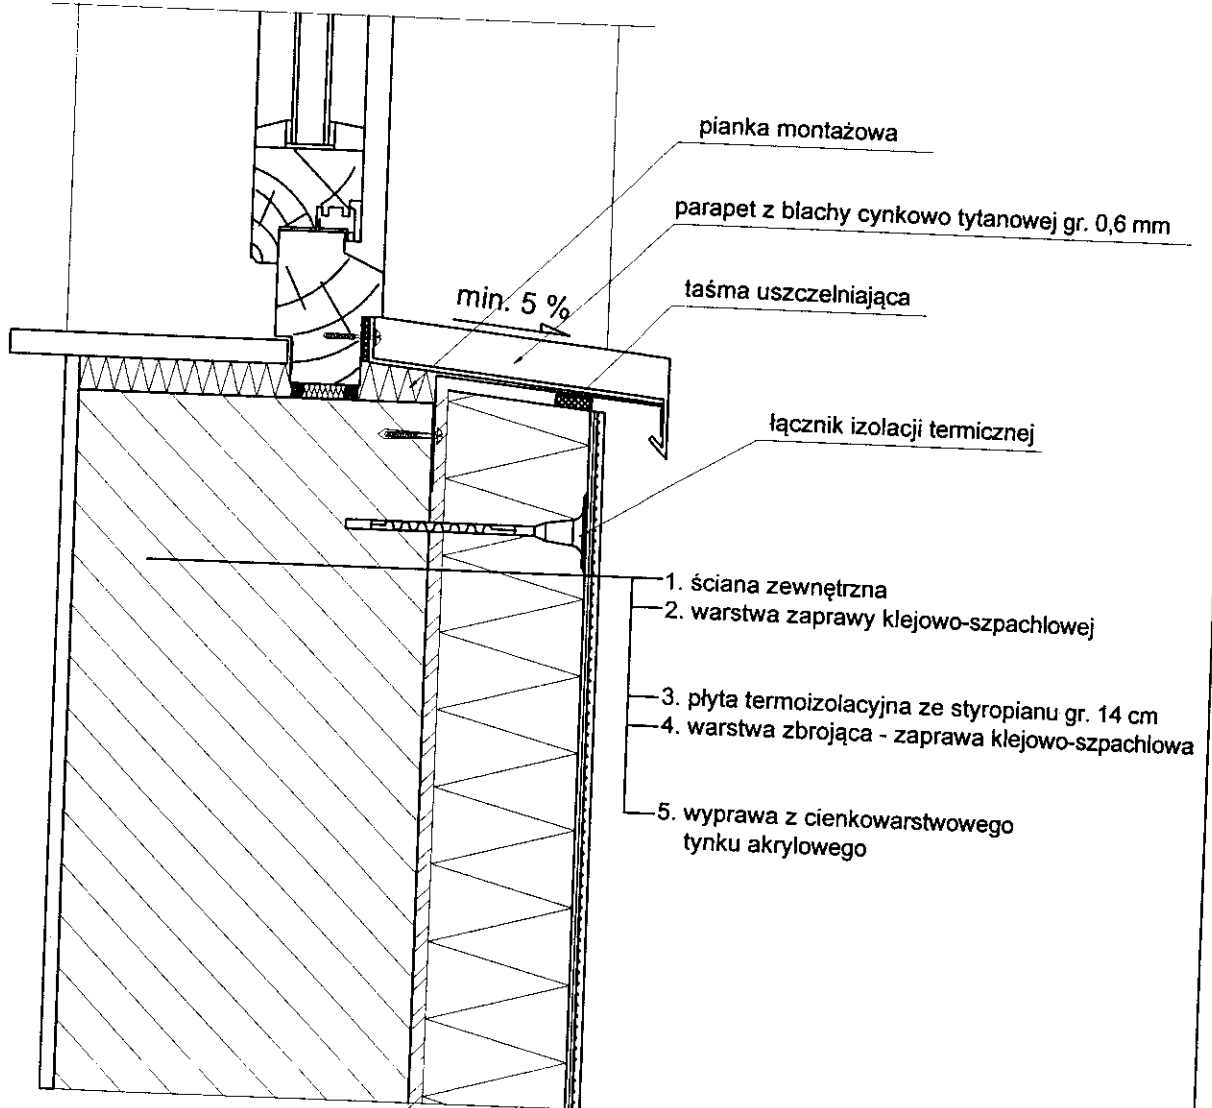 pianka montażowa
parapet z blachy cynkowo tytanowej gr. 0,6 mm
taśma uszczelniająca
min. 5 %
łącznik izolacji termicznej
1. ściana zewnętrzna
2. warstwa zaprawy klejowo-szpachlowej
3. płyta termoizolacyjna ze styropianu gr. 14 cm
4. warstwa zbrojąca - zaprawa klejowo-szpachlowa
5. wyprawa z cienkowarstwowego
tynku akrylowego